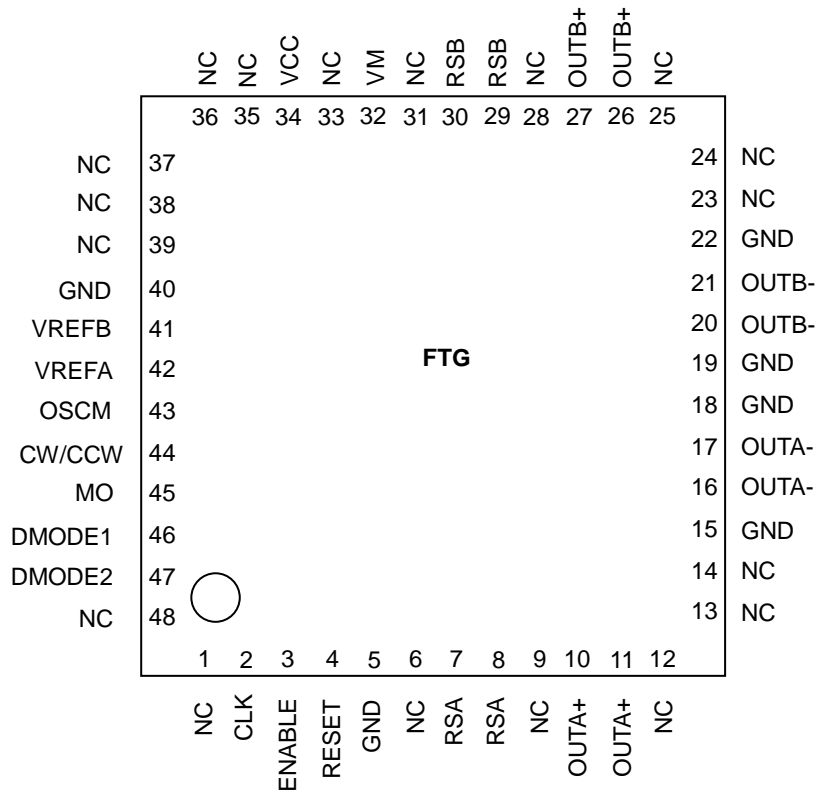 NC NC VCC NC VM NC RSB RSB NC OUTB+ OUTB+ NC
36 35 34 33 32 31 30 29 28 27 26 25
NC 37
NC 38
NC 39
GND 40
VREFB 41
VREFA 42
OSCM 43
CW/CCW 44
MO 45
DMODE1 46
DMODE2 47
NC 48
FTG
24 NC
23 NC
22 GND
21 OUTB-
20 OUTB-
19 GND
18 GND
17 OUTA-
16 OUTA-
15 GND
14 NC
13 NC
1 2 3 4 5 6 7 8 9 10 11 12
NC CLK ENABLE RESET GND NC RSA RSA NC OUTA+ OUTA+ NC